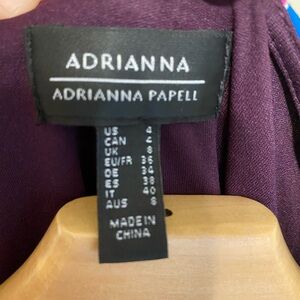 ADRIANNA
ADRIANNA PAPELL
US 4
CAN 4
UK 8
EU/FR 36
DE 34
ES 38
IT 40
AUS 8
MADE IN
CHINA